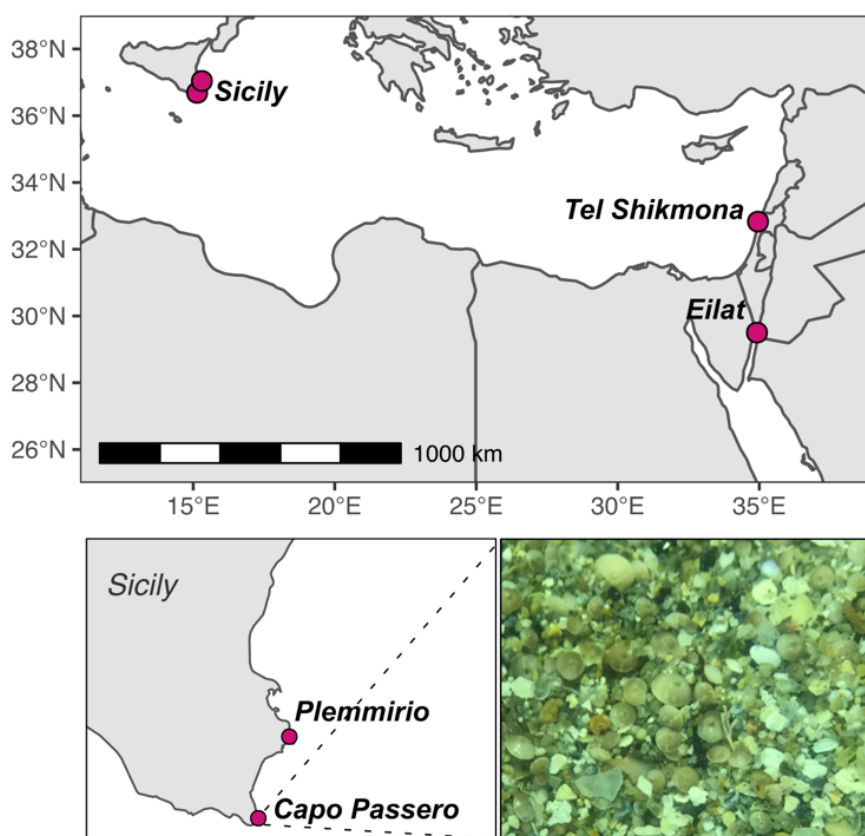 38°N
Sicily
36°N
34°N
Tel Shikmona
32°N
Eilat
30°N
28°N
26°N
1000 km
15°E 20°E 25°E 30°E 35°E
Sicily
Plemmirio
Capo Passero